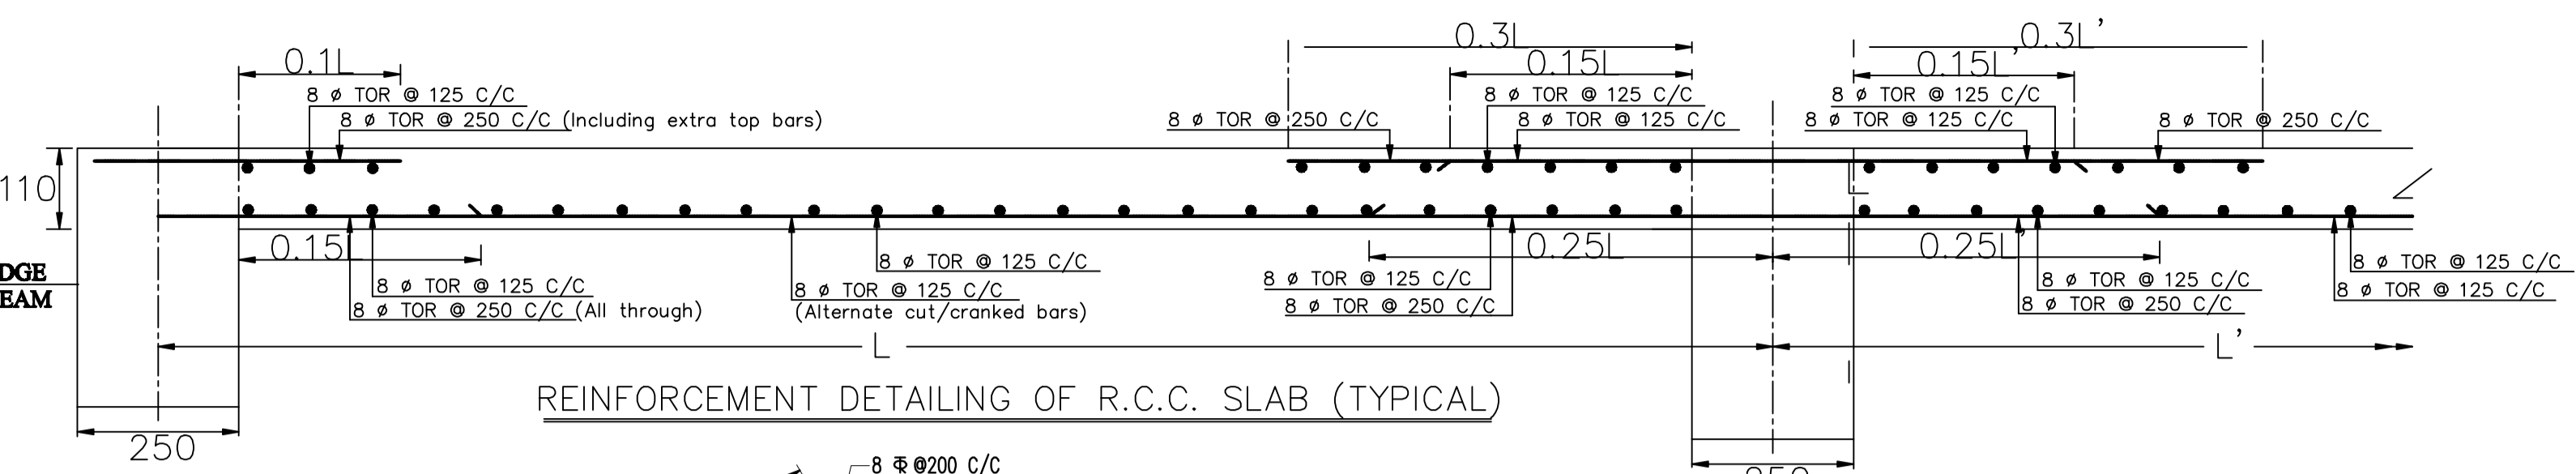 0.3L
0.3L'
0.1L
0.15L
0.15L'
8 ø TOR @ 125 C/C
8 ø TOR @ 125 C/C
8 ø TOR @ 125 C/C
8 ø TOR @ 250 C/C (Including extra top bars)
8 ø TOR @ 250 C/C
8 ø TOR @ 125 C/C
8 ø TOR @ 125 C/C
8 ø TOR @ 250 C/C
110
0.15L
0.25L
0.25L'
8 ø TOR @ 125 C/C
8 ø TOR @ 125 C/C
8 ø TOR @ 125 C/C
8 ø TOR @ 125 C/C
8 ø TOR @ 125 C/C
8 ø TOR @ 125 C/C
(Alternate cut/cranked bars)
8 ø TOR @ 125 C/C
8 ø TOR @ 250 C/C (All through)
8 ø TOR @ 250 C/C
8 ø TOR @ 250 C/C
L
L'
REINFORCEMENT DETAILING OF R.C.C. SLAB (TYPICAL)
250
@200 C/C